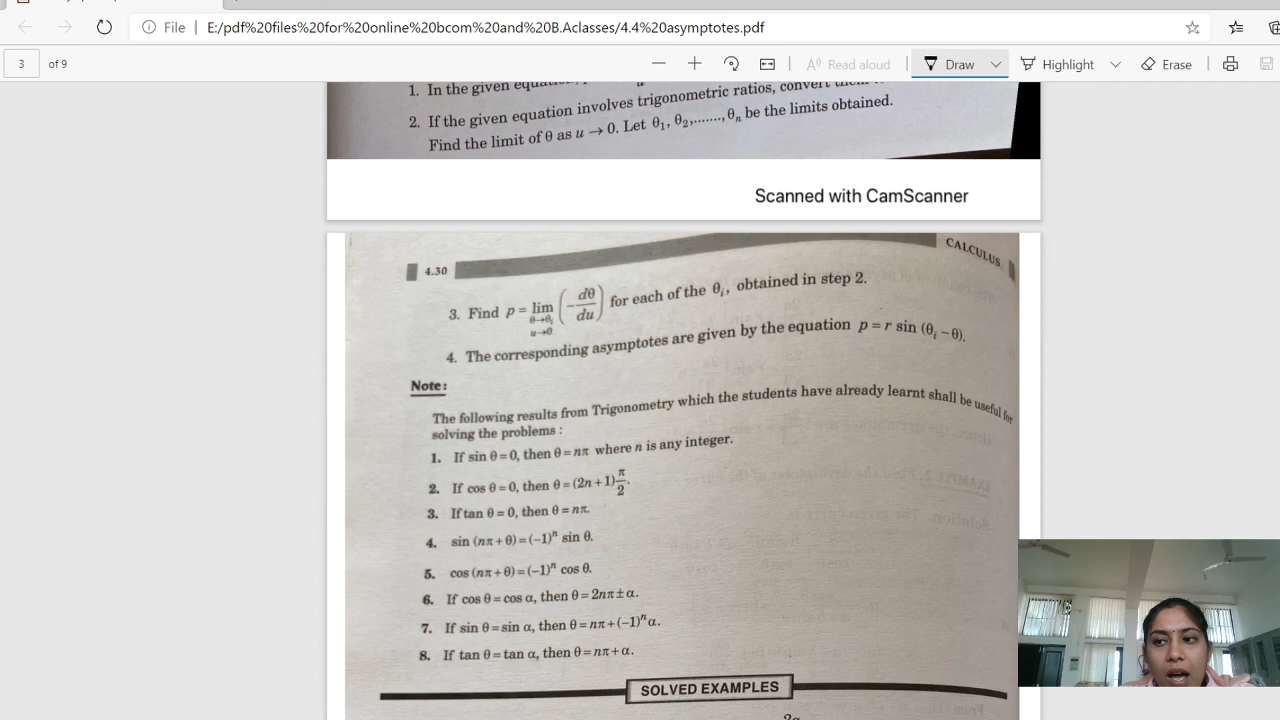 File | E:/pdf%20files%20for%20online%20bcom%20and%20B.Aclasses/4.4%20asymptotes.pdf
3 of 9
Read aloud
Draw
Highlight
Erase
1. In the given
2. If the given equation involves trigonometric ratios, convert
Find the limit of θ as u → 0. Let θ₁, θ₂,......., θₙ be the limits obtained.
Scanned with CamScanner
4.30
CALCULUS
3. Find p = lim θ→θᵢ u→0 (− dθ/du) for each of the θᵢ, obtained in step 2.
4. The corresponding asymptotes are given by the equation p = r sin (θᵢ − θ).
Note:
The following results from Trigonometry which the students have already learnt shall be useful for
solving the problems :
1. If sin θ = 0, then θ = nπ where n is any integer.
2. If cos θ = 0, then θ = (2n + 1) π/2.
3. If tan θ = 0, then θ = nπ.
4. sin (nπ + θ) = (−1)ⁿ sin θ.
5. cos (nπ + θ) = (−1)ⁿ cos θ.
6. If cos θ = cos α, then θ = 2nπ ± α.
7. If sin θ = sin α, then θ = nπ + (−1)ⁿ α.
8. If tan θ = tan α, then θ = nπ + α.
SOLVED EXAMPLES